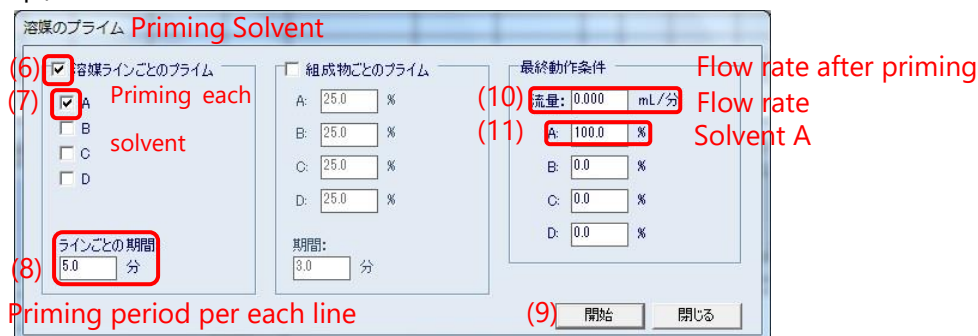 溶媒のプライム Priming Solvent
(6) 溶媒ラインごとのプライム
(7) A Priming each
B
solvent
C
D
ラインごとの期間
(8) 5.0 分
Priming period per each line
組成物ごとのプライム
A: 25.0 %
B: 25.0 %
C: 25.0 %
D: 25.0 %
期間:
3.0 分
最終動作条件 Flow rate after priming
(10) 流量: 0.000 mL/分 Flow rate
(11) A: 100.0 % Solvent A
B: 0.0 %
C: 0.0 %
D: 0.0 %
(9) 開始 閉じる